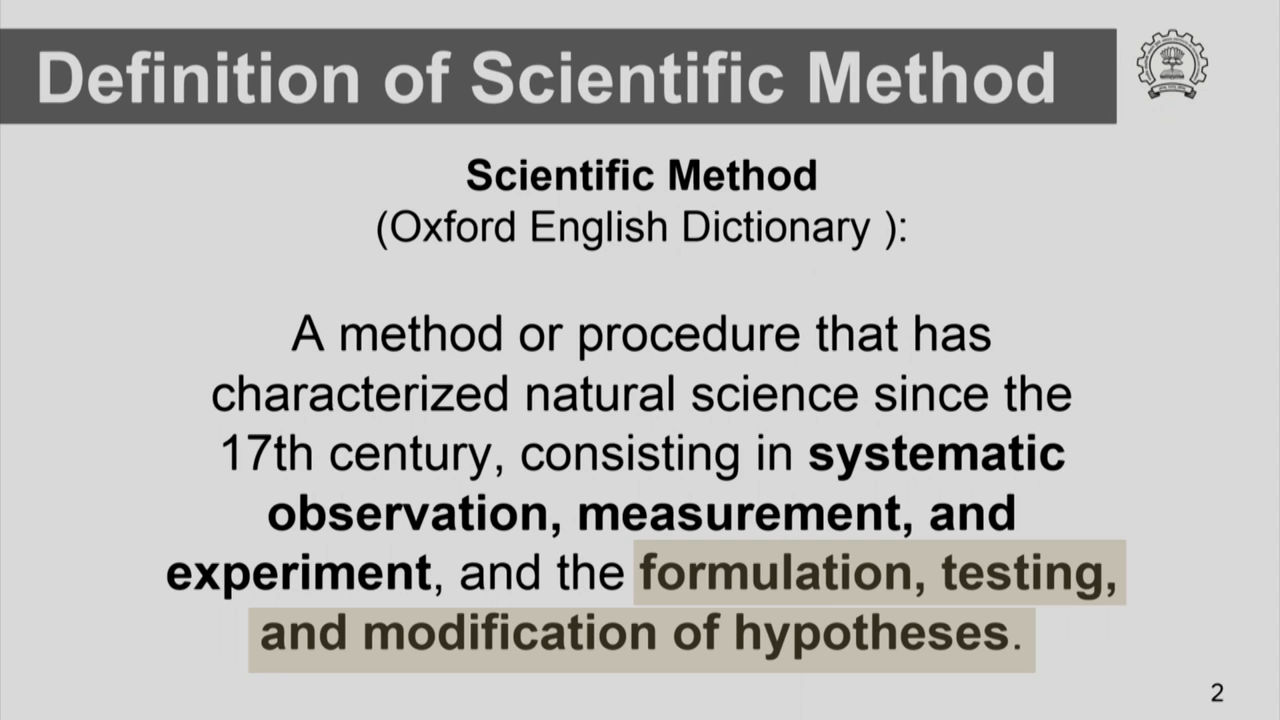 Definition of Scientific Method
Scientific Method
(Oxford English Dictionary ):
A method or procedure that has
characterized natural science since the
17th century, consisting in systematic
observation, measurement, and
experiment, and the formulation, testing,
and modification of hypotheses.
2